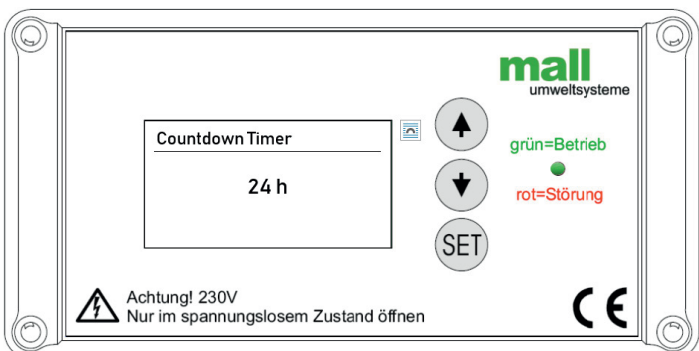 mall
umweltsysteme
Countdown Timer
24 h
grün=Betrieb
rot=Störung
SET
Achtung! 230V
Nur im spannungslosem Zustand öffnen
CE